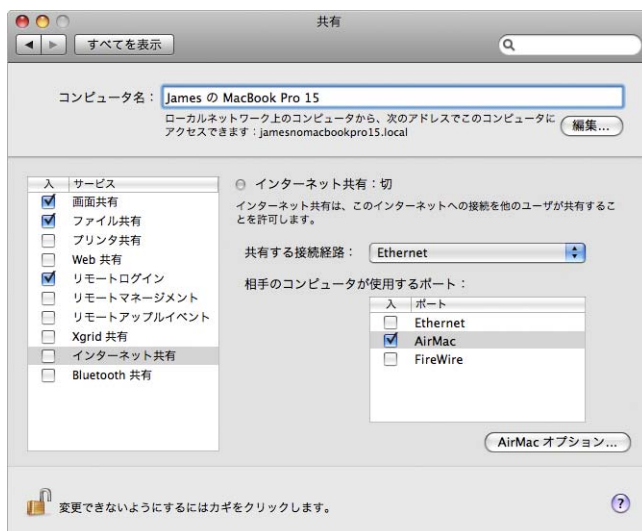 共有
すべてを表示
コンピュータ名：
James の MacBook Pro 15
ローカルネットワーク上のコンピュータから、次のアドレスでこのコンピュータに
アクセスできます：jamesnomacbookpro15.local
編集...
入 サービス
画面共有
ファイル共有
プリンタ共有
Web 共有
リモートログイン
リモートマネージメント
リモートアップルイベント
Xgrid 共有
インターネット共有
Bluetooth 共有
インターネット共有：切
インターネット共有は、このインターネットへの接続を他のユーザが共有するこ
とを許可します。
共有する接続経路：
Ethernet
相手のコンピュータが使用するポート：
入 ポート
Ethernet
AirMac
FireWire
AirMac オプション...
変更できないようにするにはカギをクリックします。
?